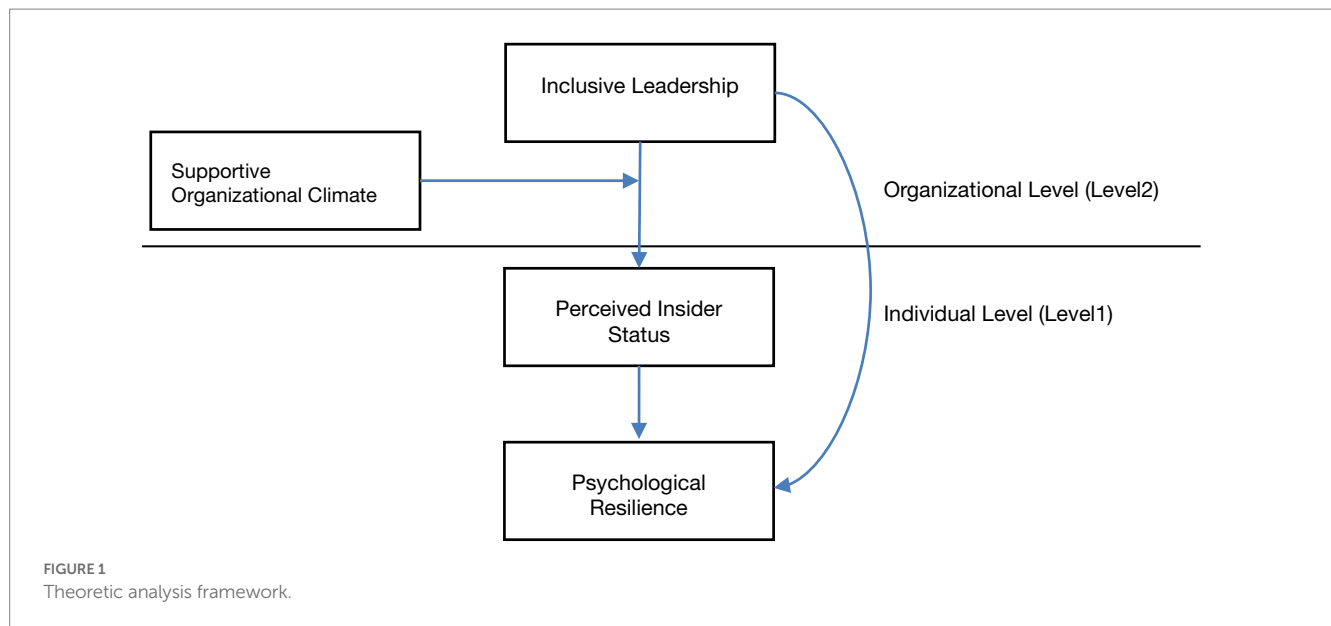 Inclusive Leadership
Supportive
Organizational Climate
Organizational Level (Level2)
Perceived Insider
Status
Individual Level (Level1)
Psychological
Resilience
FIGURE 1
Theoretic analysis framework.